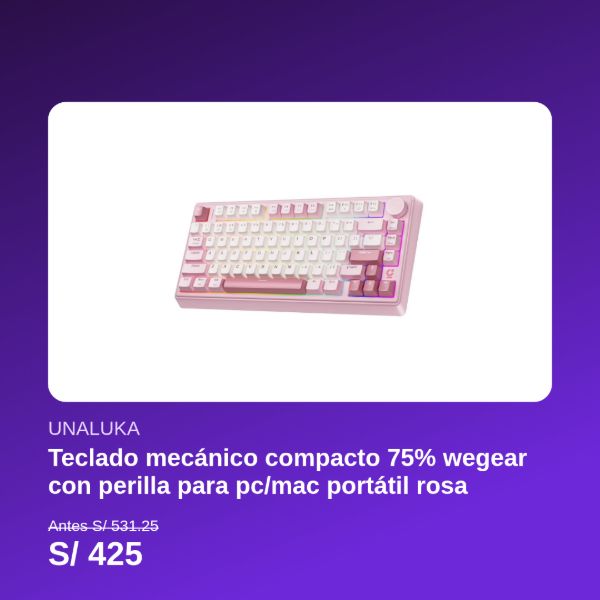 UNALUKA
Teclado mecánico compacto 75% wegear
con perilla para pc/mac portátil rosa
Antes S/ 531.25
S/ 425